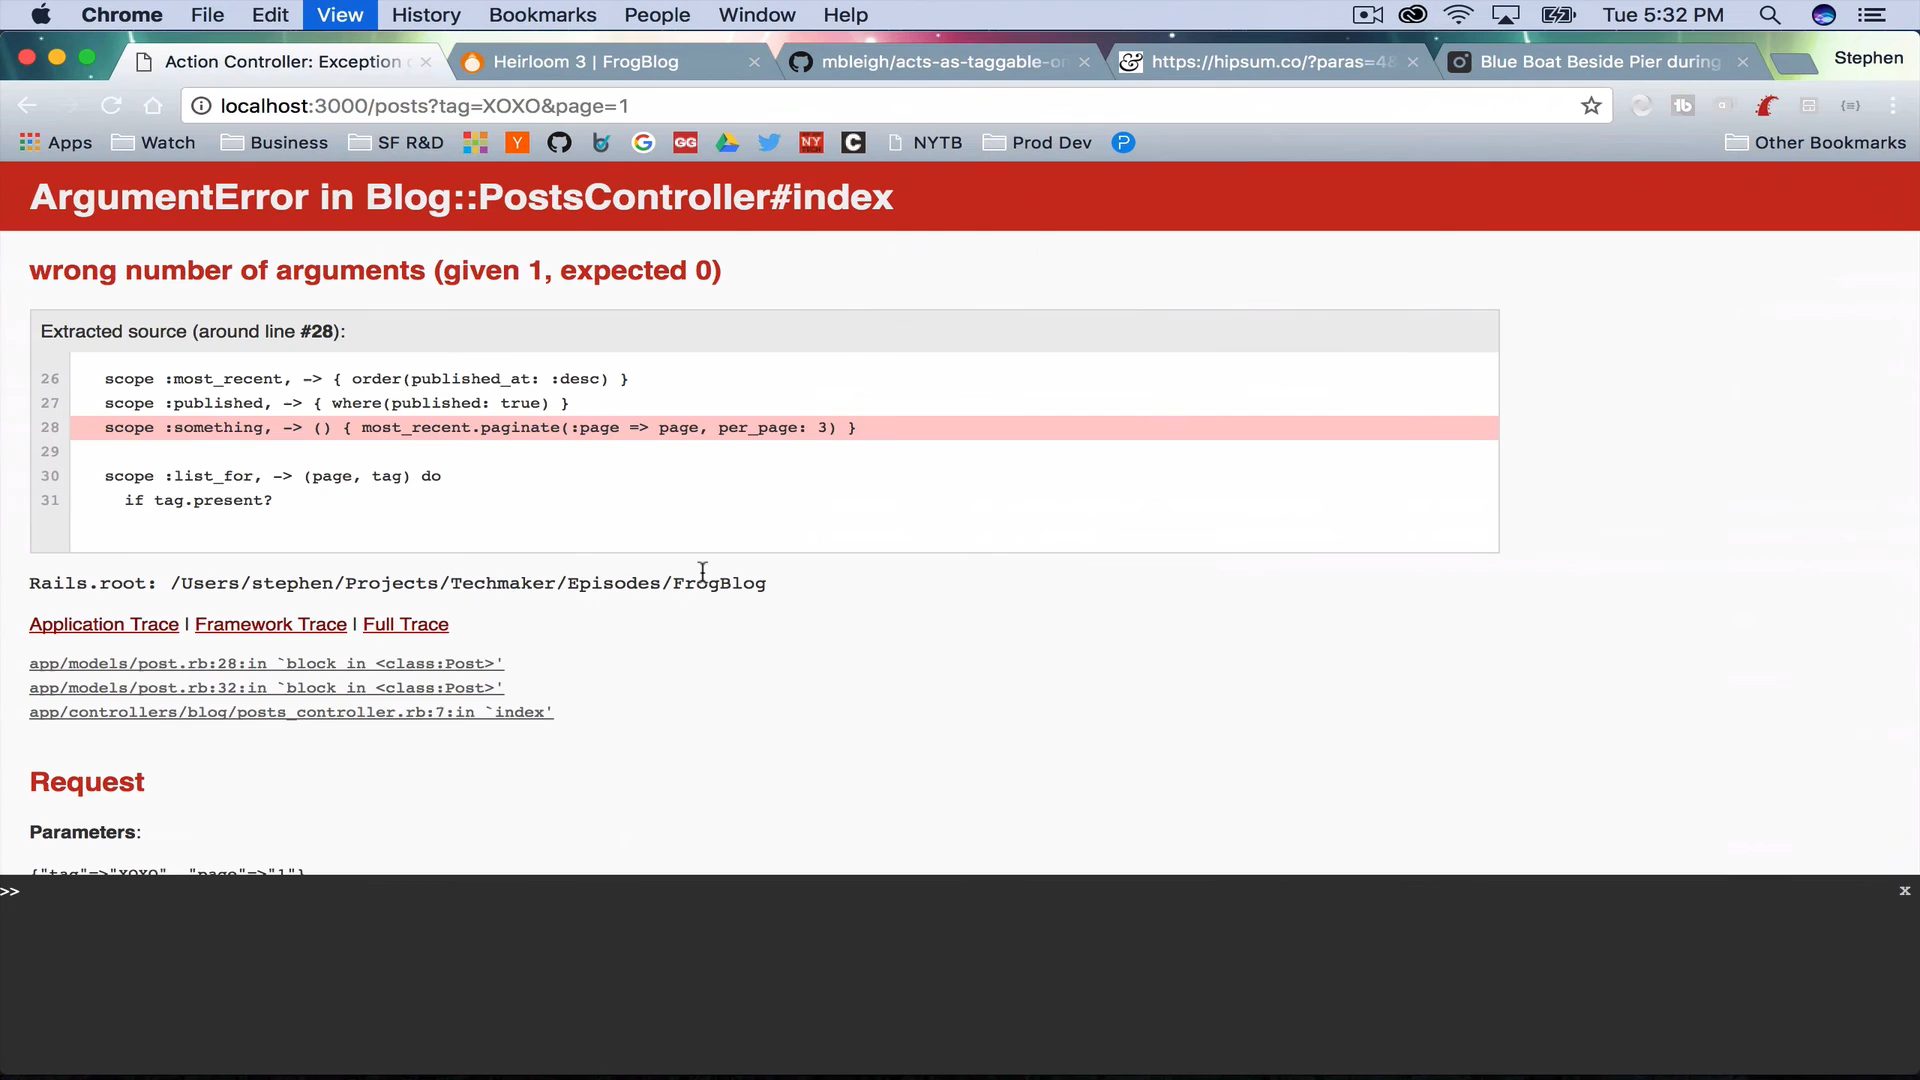 Chrome File Edit View History Bookmarks People Window Help Tue 5:32 PM
Action Controller: Exception Heirloom 3 | FrogBlog mbleigh/acts-as-taggable-o https://hipsum.co/?paras=48 Blue Boat Beside Pier during Stephen
localhost:3000/posts?tag=XOXO&page=1
Apps Watch Business SF R&D Y G GG NY C NYTB Prod Dev P Other Bookmarks
ArgumentError in Blog::PostsController#index
wrong number of arguments (given 1, expected 0)
Extracted source (around line #28):
26 scope :most_recent, -> { order(published_at: :desc) }
27 scope :published, -> { where(published: true) }
28 scope :something, -> () { most_recent.paginate(:page => page, per_page: 3) }
29
30 scope :list_for, -> (page, tag) do
31 if tag.present?
Rails.root: /Users/stephen/Projects/Techmaker/Episodes/FrogBlog
Application Trace | Framework Trace | Full Trace
app/models/post.rb:28:in `block in <class:Post>'
app/models/post.rb:32:in `block in <class:Post>'
app/controllers/blog/posts_controller.rb:7:in `index'
Request
Parameters:
{"tag"=>"XOXO", "page"=>"1"}
>> x